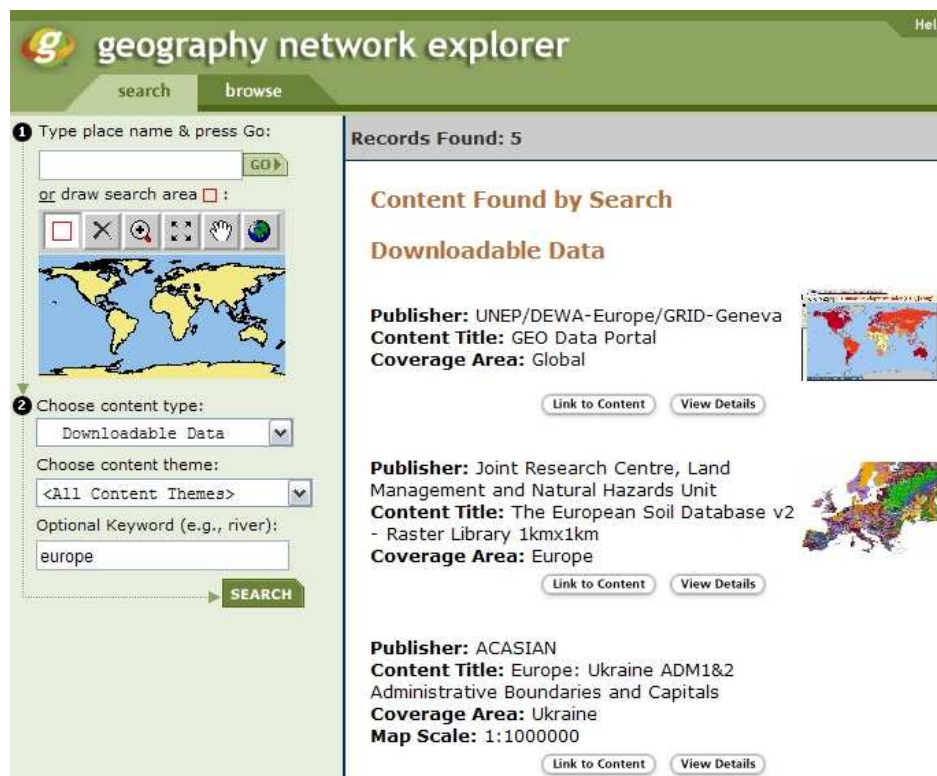 g geography network explorer
Hel
search browse
1 Type place name & press Go:
GO
or draw search area :
2 Choose content type:
Downloadable Data
Choose content theme:
<All Content Themes>
Optional Keyword (e.g., river):
europe
SEARCH
Records Found: 5
Content Found by Search
Downloadable Data
Publisher: UNEP/DEWA-Europe/GRID-Geneva
Content Title: GEO Data Portal
Coverage Area: Global
Link to Content View Details
Publisher: Joint Research Centre, Land
Management and Natural Hazards Unit
Content Title: The European Soil Database v2
- Raster Library 1kmx1km
Coverage Area: Europe
Link to Content View Details
Publisher: ACASIAN
Content Title: Europe: Ukraine ADM1&2
Administrative Boundaries and Capitals
Coverage Area: Ukraine
Map Scale: 1:1000000
Link to Content View Details